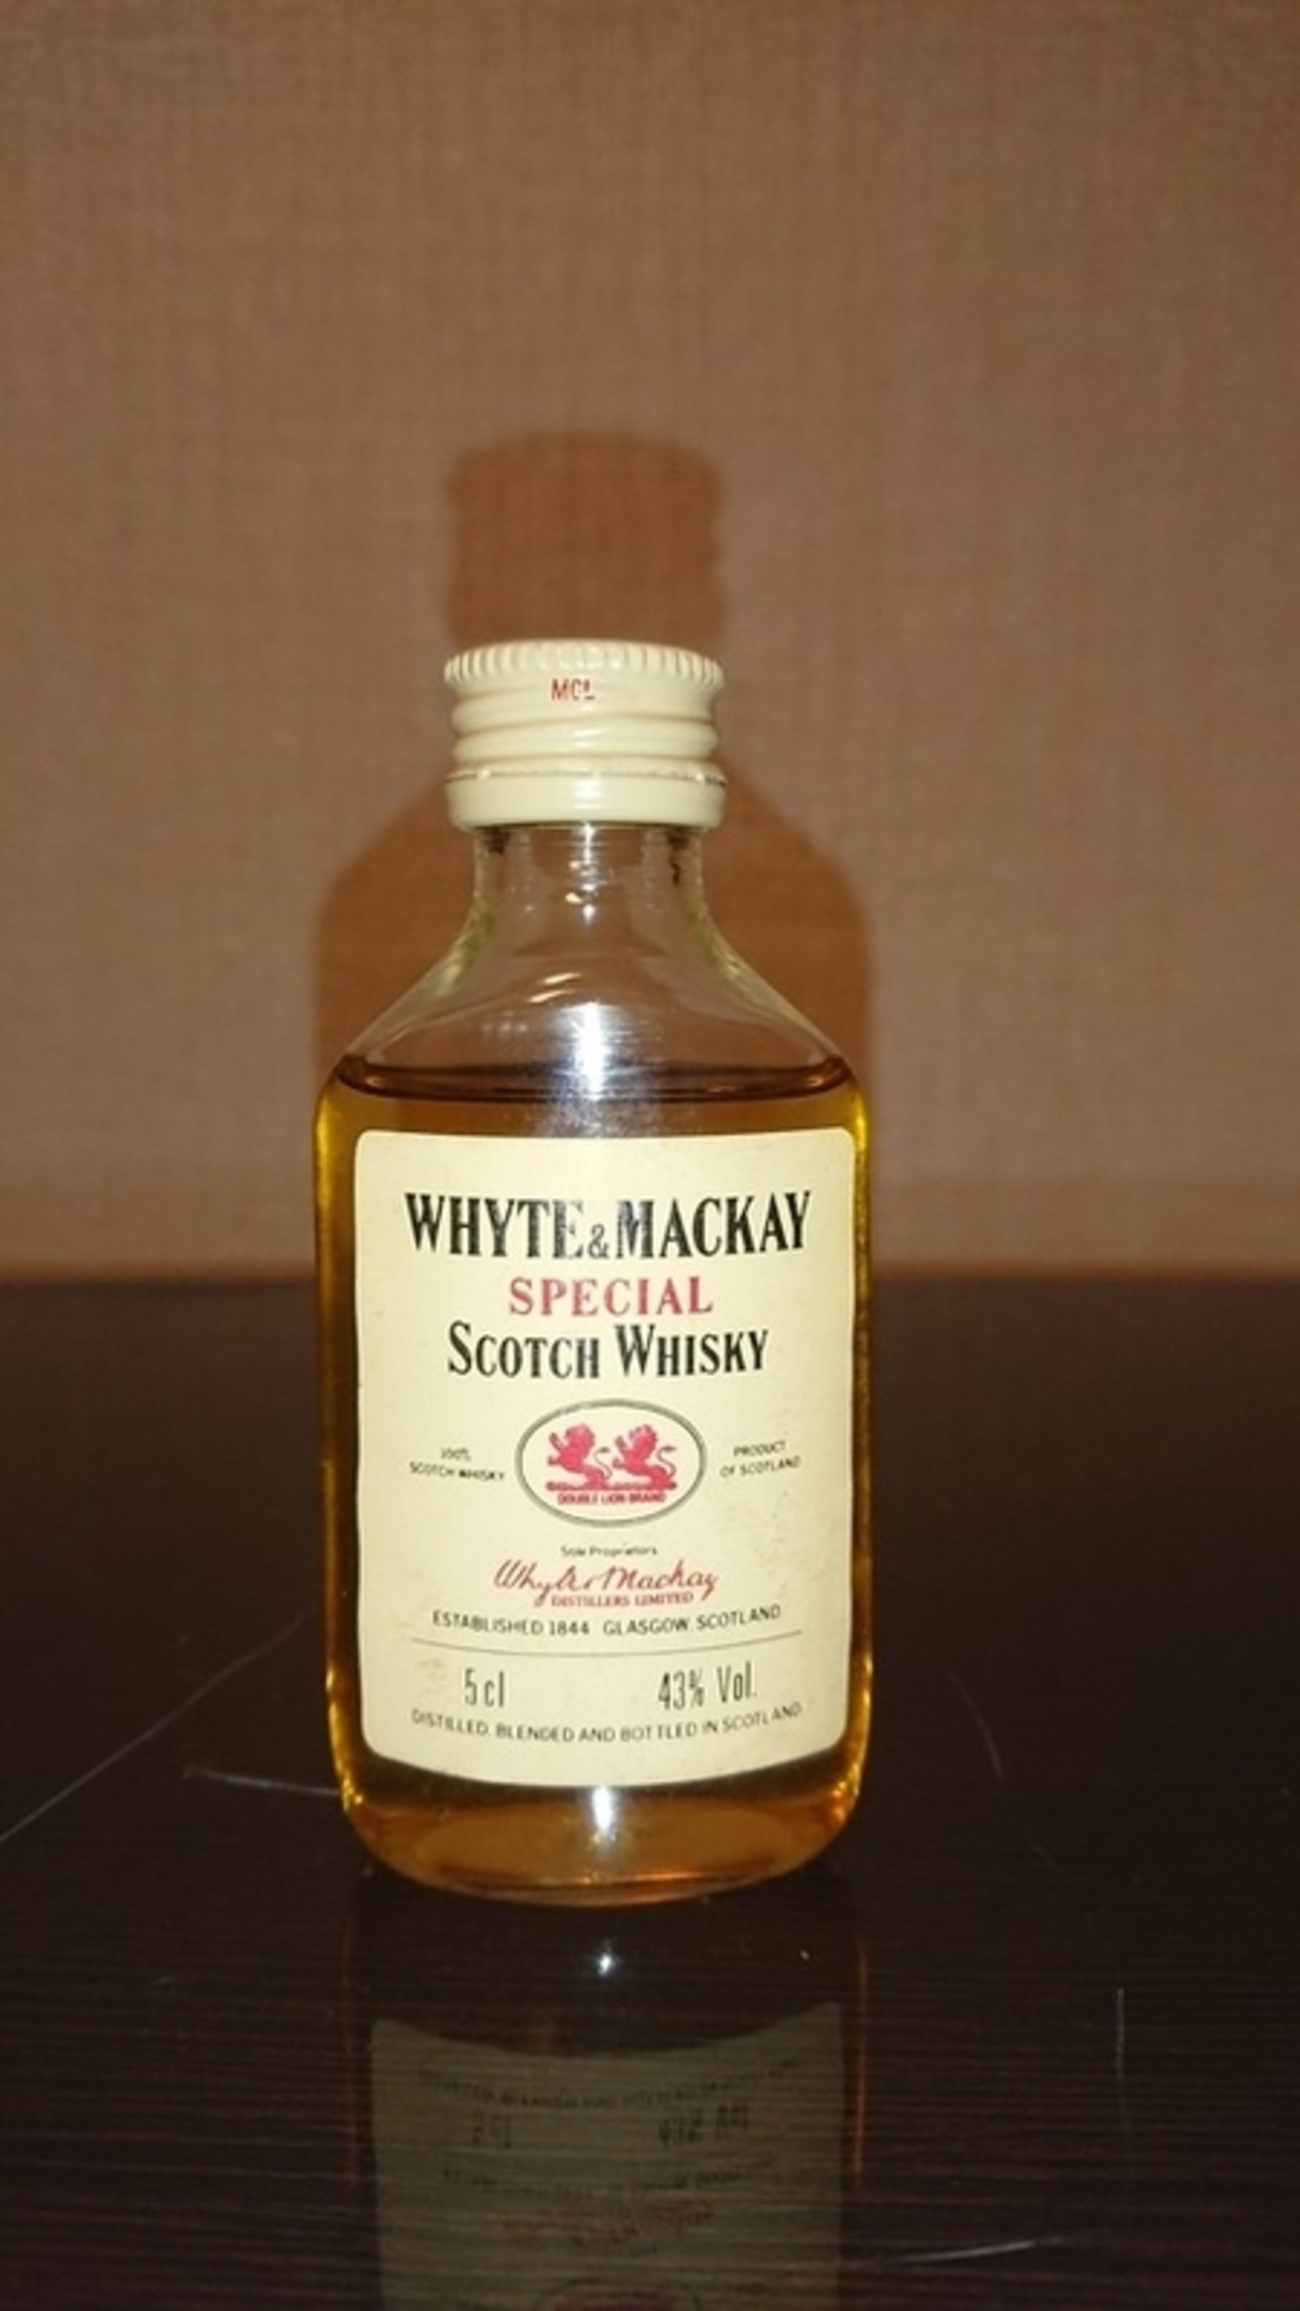 MCL
WHYTE & MACKAY
SPECIAL
SCOTCH WHISKY
100%
SCOTCH WHISKY
DOUBLE LION BRAND
PRODUCT
OF SCOTLAND
Sole Proprietors
Whyte & Mackay
DISTILLERS LIMITED
ESTABLISHED 1844 GLASGOW. SCOTLAND
5 cl 43% Vol.
DISTILLED, BLENDED AND BOTTLED IN SCOTLAND.